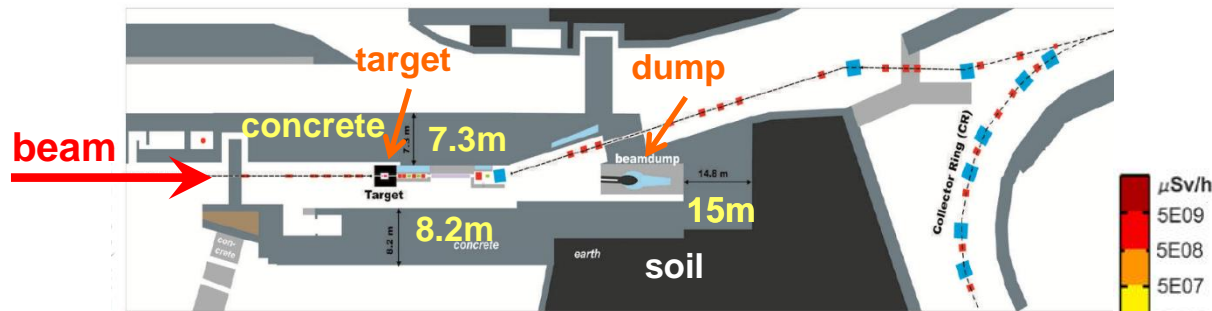 target
dump
concrete
7.3m
7.3 m
beam
beamdump
14.8 m
Target
8.2m
8.2 m
concrete
15m
con-
crete
earth
soil
Collector Ring (CR)
μSv/h
5E09
5E08
5E07